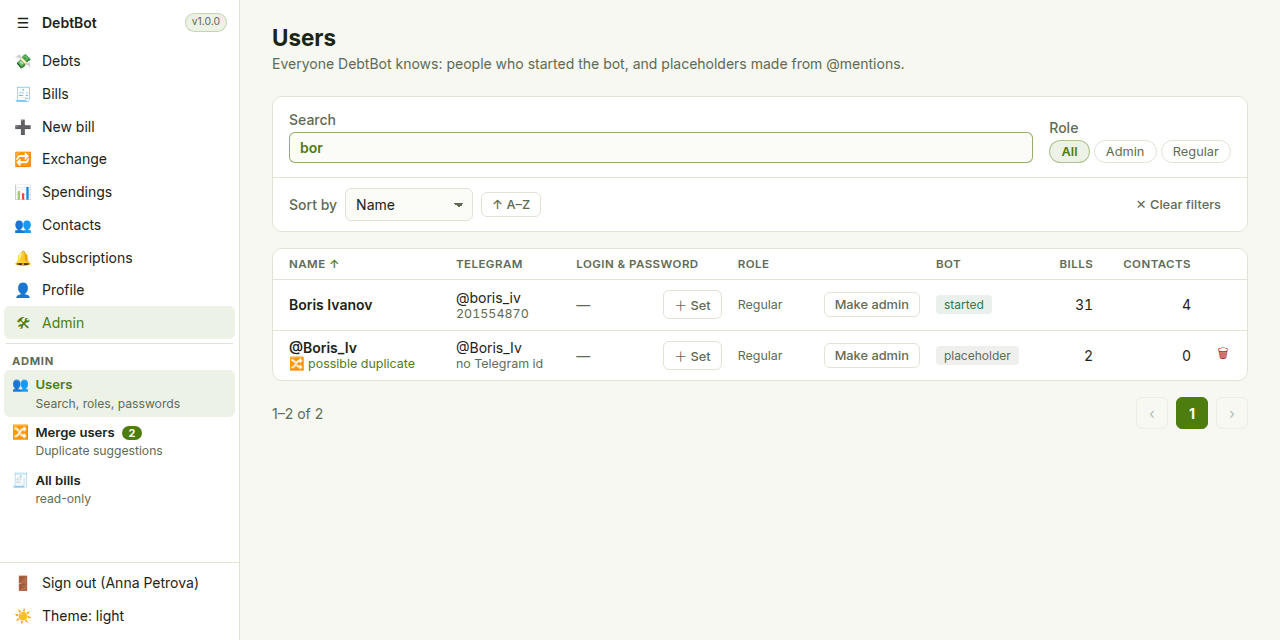 ☰ DebtBot v1.0.0
💸 Debts
🧾 Bills
➕ New bill
🔁 Exchange
📊 Spendings
👥 Contacts
🔔 Subscriptions
👤 Profile
🛠 Admin
ADMIN
👥 Users
Search, roles, passwords
🔀 Merge users 2
Duplicate suggestions
🧾 All bills
read-only
🚪 Sign out (Anna Petrova)
☀️ Theme: light
Users
Everyone DebtBot knows: people who started the bot, and placeholders made from @mentions.
Search
bor
Role
All Admin Regular
Sort by Name ↑ A–Z ✕ Clear filters
NAME ↑ TELEGRAM LOGIN & PASSWORD ROLE BOT BILLS CONTACTS
Boris Ivanov @boris_iv — + Set Regular Make admin started 31 4
201554870
@Boris_Iv @Boris_Iv — + Set Regular Make admin placeholder 2 0
🔀 possible duplicate no Telegram id
1–2 of 2 ‹ 1 ›